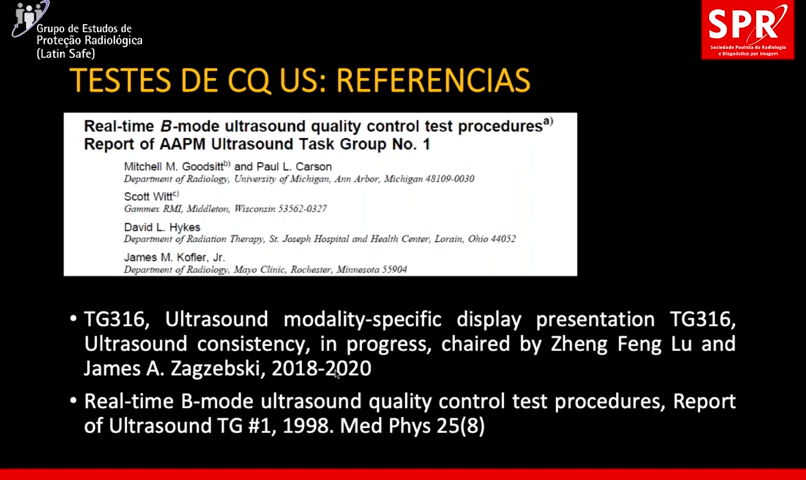 Grupo de Estudos de
Proteção Radiológica
(Latin Safe)
SPR
Sociedade Paulista de Radiologia
e Diagnóstico por Imagem
TESTES DE CQ US: REFERENCIAS
Real-time B-mode ultrasound quality control test procedures a)
Report of AAPM Ultrasound Task Group No. 1
Mitchell M. Goodsitt b) and Paul L. Carson
Department of Radiology, University of Michigan, Ann Arbor, Michigan 48109-0030
Scott Witt c)
Gammex RMI, Middleton, Wisconsin 53562-0327
David L. Hykes
Department of Radiation Therapy, St. Joseph Hospital and Health Center, Lorain, Ohio 44052
James M. Kofler, Jr.
Department of Radiology, Mayo Clinic, Rochester, Minnesota 55904
• TG316, Ultrasound modality-specific display presentation TG316,
Ultrasound consistency, in progress, chaired by Zheng Feng Lu and
James A. Zagzebski, 2018-2020
• Real-time B-mode ultrasound quality control test procedures, Report
of Ultrasound TG #1, 1998. Med Phys 25(8)